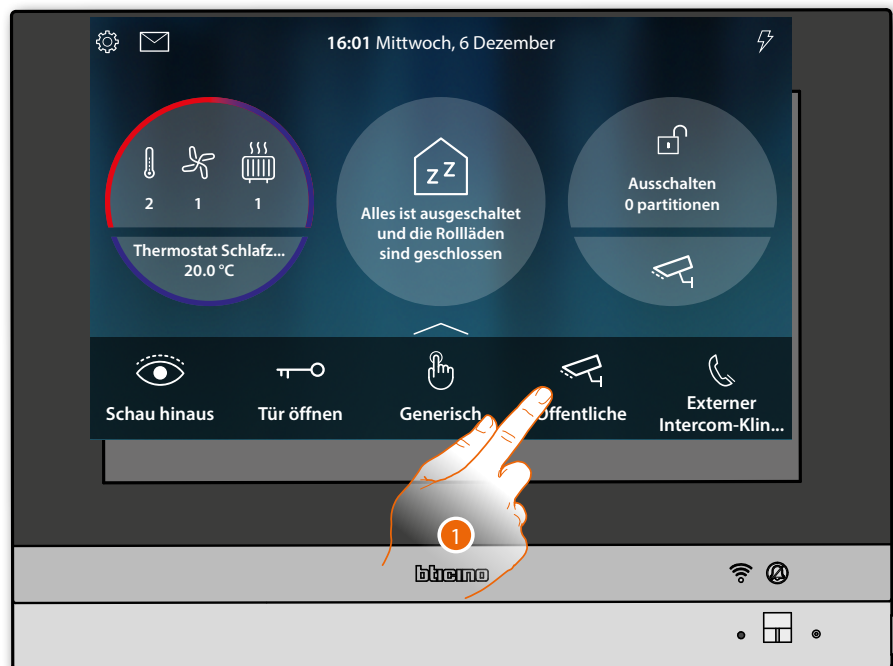 16:01 Mittwoch, 6 Dezember
2 1 1
Thermostat Schlafz...
20.0 °C
zz
Alles ist ausgeschaltet
und die Rollläden
sind geschlossen
Ausschalten
0 partitionen
Schau hinaus
Tür öffnen
Generisch
Externer
Intercom-Klin...
1
bticino